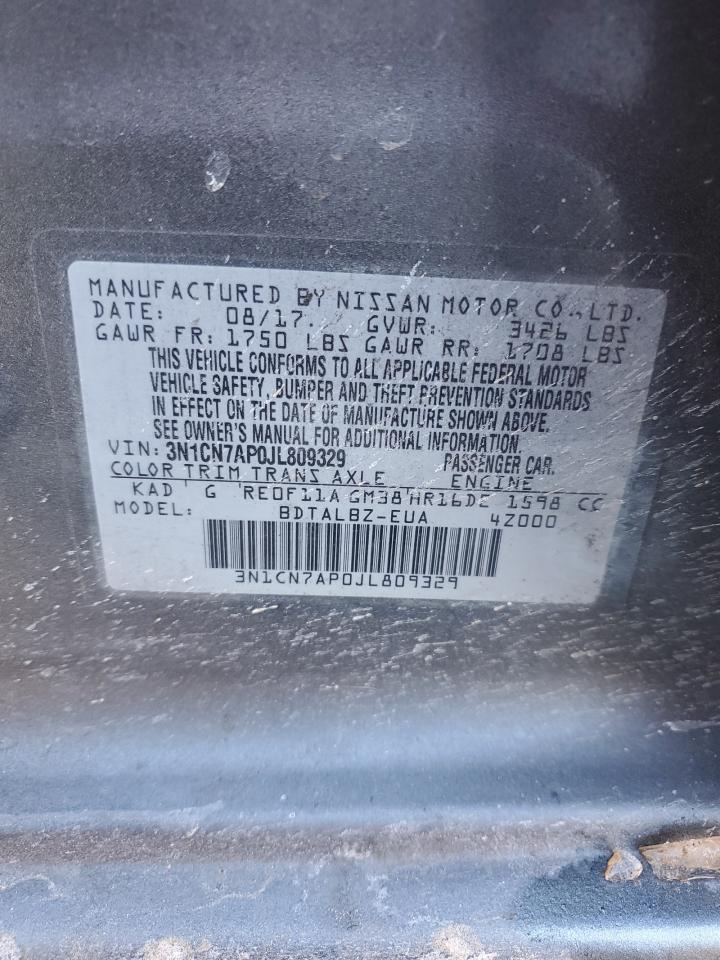 MANUFACTURED BY NISSAN MOTOR CO., LTD.
DATE: 08/17. GVWR: 3426 LBS
GAWR FR: 1750 LBS GAWR RR: 1708 LBS
THIS VEHICLE CONFORMS TO ALL APPLICABLE FEDERAL MOTOR
VEHICLE SAFETY, BUMPER AND THEFT PREVENTION STANDARDS
IN EFFECT ON THE DATE OF MANUFACTURE SHOWN ABOVE.
SEE OWNER'S MANUAL FOR ADDITIONAL INFORMATION.
VIN: 3N1CN7AP0JL809329 PASSENGER CAR.
COLOR TRIM TRANS AXLE ENGINE
KAD G RE0F11A GM38 HR16DE 1598 CC
MODEL: BDTALBZ-EUA 4Z000
3N1CN7AP0JL809329